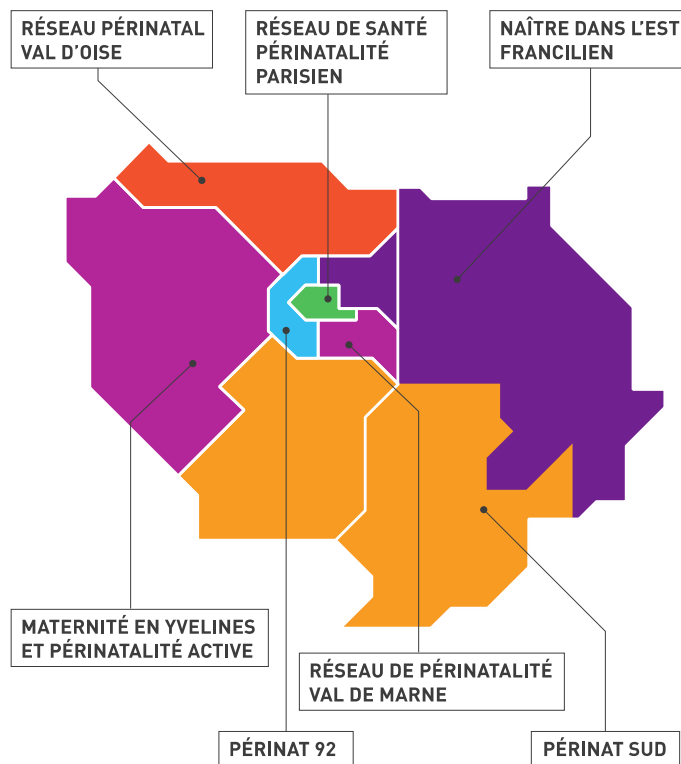 RÉSEAU PÉRINATAL
VAL D'OISE
RÉSEAU DE SANTÉ
PÉRINATALITÉ
PARISIEN
NAÎTRE DANS L'EST
FRANCILIEN
MATERNITÉ EN YVELINES
ET PÉRINATALITÉ ACTIVE
RÉSEAU DE PÉRINATALITÉ
VAL DE MARNE
PÉRINAT 92
PÉRINAT SUD